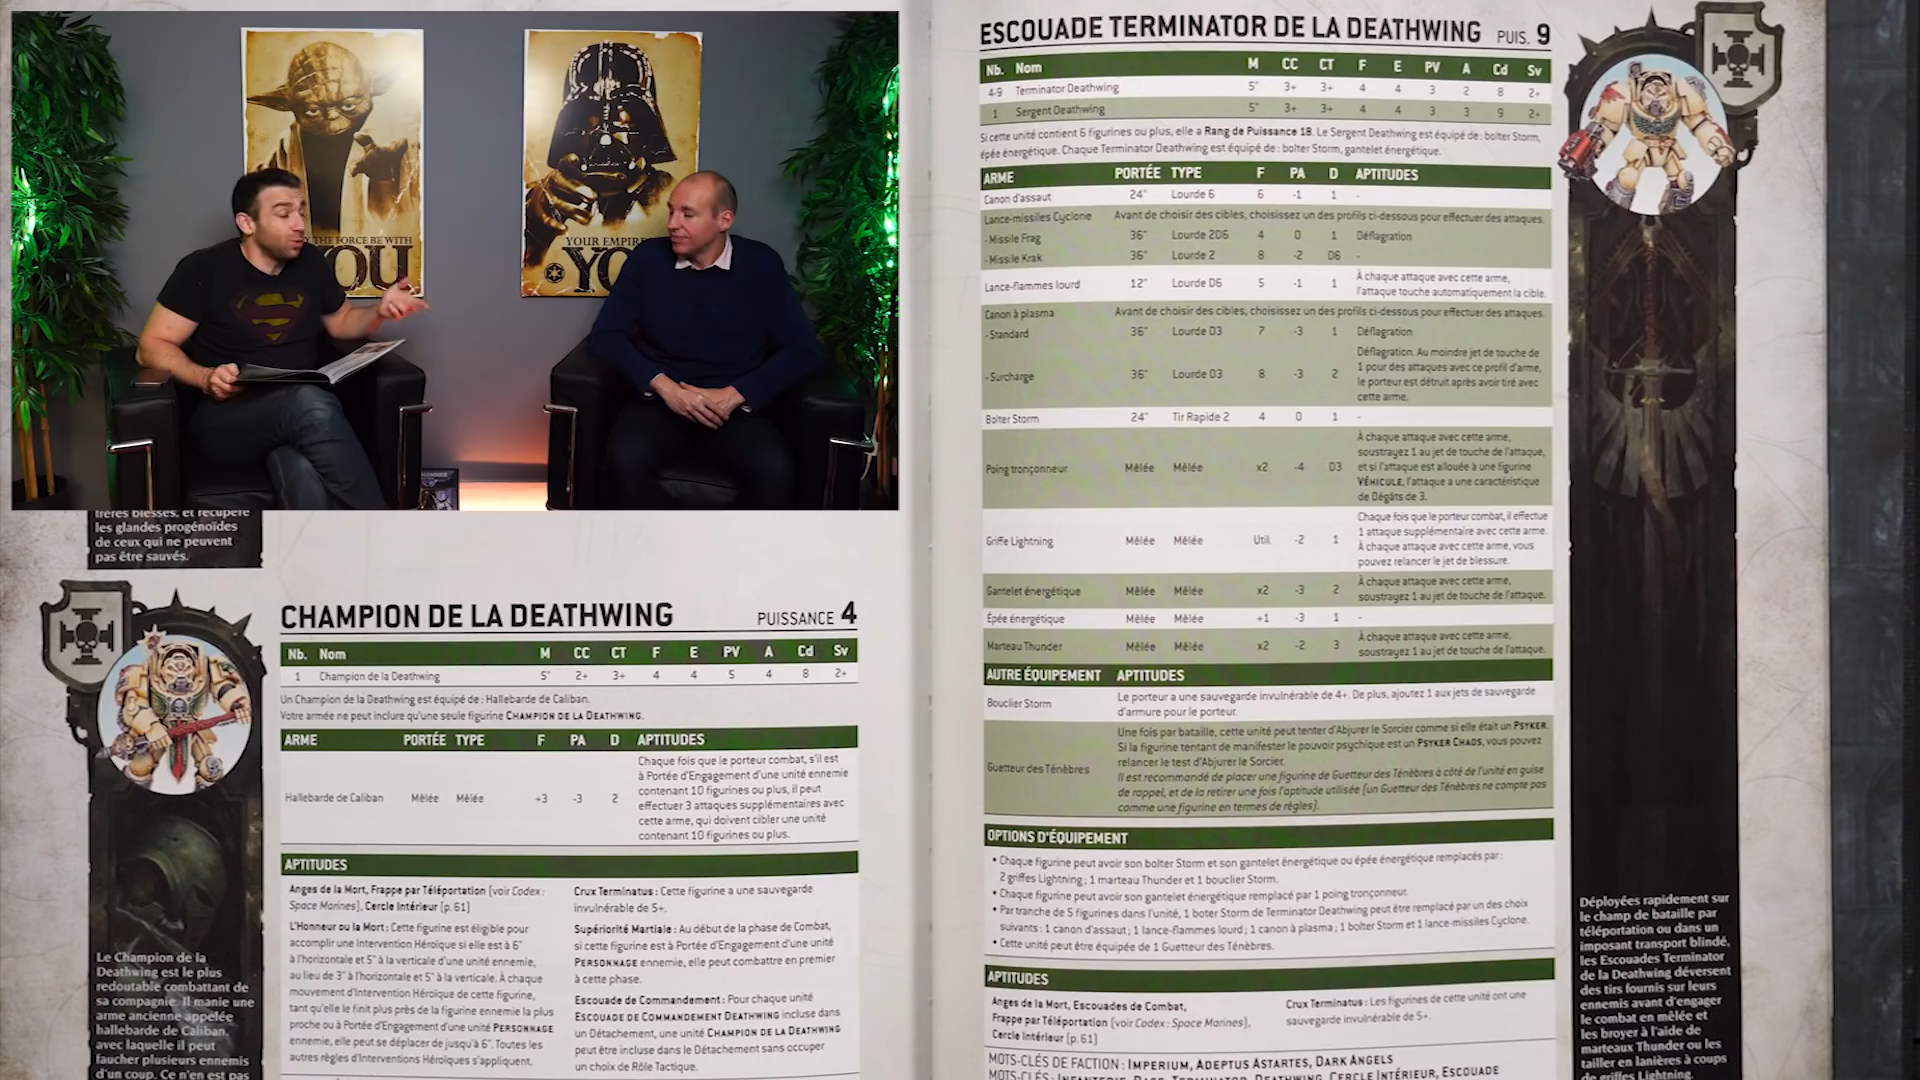 Y THE FORCE BE WITH
YOU
YOUR EMPIRE
YO
frères blessés, et récupère
les glandes progénoïdes
de ceux qui ne peuvent
pas être sauvés.
CHAMPION DE LA DEATHWING PUISSANCE 4
Nb. Nom M CC CT F E PV A Cd Sv
1 Champion de la Deathwing 5" 2+ 3+ 4 4 5 4 8 2+
Un Champion de la Deathwing est équipé de : Hallebarde de Caliban.
Votre armée ne peut inclure qu'une seule figurine CHAMPION DE LA DEATHWING.
ARME PORTÉE TYPE F PA D APTITUDES
Hallebarde de Caliban Mêlée Mêlée +3 -3 2
Chaque fois que le porteur combat, s'il est
à Portée d'Engagement d'une unité ennemie
contenant 10 figurines ou plus, il peut
effectuer 3 attaques supplémentaires avec
cette arme, qui doivent cibler une unité
contenant 10 figurines ou plus.
APTITUDES
Anges de la Mort, Frappe par Téléportation (voir Codex :
Space Marines), Cercle Intérieur (p. 61)
L'Honneur ou la Mort : Cette figurine est éligible pour
accomplir une Intervention Héroïque si elle est à 6"
à l'horizontale et 5" à la verticale d'une unité ennemie,
au lieu de 3" à l'horizontale et 5" à la verticale. À chaque
mouvement d'Intervention Héroïque de cette figurine,
tant qu'elle le finit plus près de la figurine ennemie la plus
proche ou à Portée d'Engagement d'une unité PERSONNAGE
ennemie, elle peut se déplacer de jusqu'à 6". Toutes les
autres règles d'Interventions Héroïques s'appliquent.
Crux Terminatus : Cette figurine a une sauvegarde
invulnérable de 5+.
Supériorité Martiale : Au début de la phase de Combat,
si cette figurine est à Portée d'Engagement d'une unité
PERSONNAGE ennemie, elle peut combattre en premier
à cette phase.
Escouade de Commandement : Pour chaque unité
ESCOUADE DE COMMANDEMENT DEATHWING incluse dans
un Détachement, une unité CHAMPION DE LA DEATHWING
peut être incluse dans le Détachement sans occuper
un choix de Rôle Tactique.
Le Champion de la
Deathwing est le plus
redoutable combattant de
sa compagnie. Il manie une
arme ancienne appelée
hallebarde de Caliban,
avec laquelle il peut
faucher plusieurs ennemis
d'un coup. Ce n'en est pas
ESCOUADE TERMINATOR DE LA DEATHWING PUIS. 9
Nb. Nom M CC CT F E PV A Cd Sv
4-9 Terminator Deathwing 5" 3+ 3+ 4 4 3 2 8 2+
1 Sergent Deathwing 5" 3+ 3+ 4 4 3 3 9 2+
Si cette unité contient 6 figurines ou plus, elle a Rang de Puissance 18. Le Sergent Deathwing est équipé de : bolter Storm,
épée énergétique. Chaque Terminator Deathwing est équipé de : bolter Storm, gantelet énergétique.
ARME PORTÉE TYPE F PA D APTITUDES
Canon d'assaut 24" Lourde 6 6 -1 1 -
Lance-missiles Cyclone Avant de choisir des cibles, choisissez un des profils ci-dessous pour effectuer des attaques.
- Missile Frag 36" Lourde 2D6 4 0 1 Déflagration
- Missile Krak 36" Lourde 2 8 -2 D6 -
Lance-flammes lourd 12" Lourde D6 5 -1 1
À chaque attaque avec cette arme,
l'attaque touche automatiquement la cible.
Canon à plasma Avant de choisir des cibles, choisissez un des profils ci-dessous pour effectuer des attaques.
- Standard 36" Lourde D3 7 -3 1 Déflagration
- Surcharge 36" Lourde D3 8 -3 2
Déflagration. Au moindre jet de touche de
1 pour des attaques avec ce profil d'arme,
le porteur est détruit après avoir tiré avec
cette arme.
Bolter Storm 24" Tir Rapide 2 4 0 1 -
Poing tronçonneur Mêlée Mêlée x2 -4 D3
À chaque attaque avec cette arme,
soustrayez 1 au jet de touche de l'attaque,
et si l'attaque est allouée à une figurine
VÉHICULE, l'attaque a une caractéristique
de Dégâts de 3.
Griffe Lightning Mêlée Mêlée Util. -2 1
Chaque fois que le porteur combat, il effectue
1 attaque supplémentaire avec cette arme.
À chaque attaque avec cette arme, vous
pouvez relancer le jet de blessure.
Gantelet énergétique Mêlée Mêlée x2 -3 2
À chaque attaque avec cette arme,
soustrayez 1 au jet de touche de l'attaque.
Épée énergétique Mêlée Mêlée +1 -3 1 -
Marteau Thunder Mêlée Mêlée x2 -2 3
À chaque attaque avec cette arme,
soustrayez 1 au jet de touche de l'attaque.
AUTRE ÉQUIPEMENT APTITUDES
Bouclier Storm
Le porteur a une sauvegarde invulnérable de 4+. De plus, ajoutez 1 aux jets de sauvegarde
d'armure pour le porteur.
Guetteur des Ténèbres
Une fois par bataille, cette unité peut tenter d'Abjurer le Sorcier comme si elle était un PSYKER.
Si la figurine tentant de manifester le pouvoir psychique est un PSYKER CHAOS, vous pouvez
relancer le test d'Abjurer le Sorcier.
Il est recommandé de placer une figurine de Guetteur des Ténèbres à côté de l'unité en guise
de rappel, et de la retirer une fois l'aptitude utilisée (un Guetteur des Ténèbres ne compte pas
comme une figurine en termes de règles).
OPTIONS D'ÉQUIPEMENT
• Chaque figurine peut avoir son bolter Storm et son gantelet énergétique ou épée énergétique remplacés par :
2 griffes Lightning ; 1 marteau Thunder et 1 bouclier Storm.
• Chaque figurine peut avoir son gantelet énergétique remplacé par 1 poing tronçonneur.
• Par tranche de 5 figurines dans l'unité, 1 boter Storm de Terminator Deathwing peut être remplacé par un des choix
suivants : 1 canon d'assaut ; 1 lance-flammes lourd ; 1 canon à plasma ; 1 bolter Storm et 1 lance-missiles Cyclone.
• Cette unité peut être équipée de 1 Guetteur des Ténèbres.
APTITUDES
Anges de la Mort, Escouades de Combat,
Frappe par Téléportation (voir Codex : Space Marines),
Cercle Intérieur (p. 61)
Crux Terminatus : Les figurines de cette unité ont une
sauvegarde invulnérable de 5+.
MOTS-CLÉS DE FACTION : IMPERIUM, ADEPTUS ASTARTES, DARK ANGELS
MOTS-CLÉS : INFANTERIE, BASE, TERMINATOR, DEATHWING, CERCLE INTÉRIEUR, ESCOUADE
Déployées rapidement sur
le champ de bataille par
téléportation ou dans un
imposant transport blindé,
les Escouades Terminator
de la Deathwing déversent
des tirs fournis sur leurs
ennemis avant d'engager
le combat en mêlée et
les broyer à l'aide de
marteaux Thunder ou les
tailler en lanières à coups
de griffes Lightning.